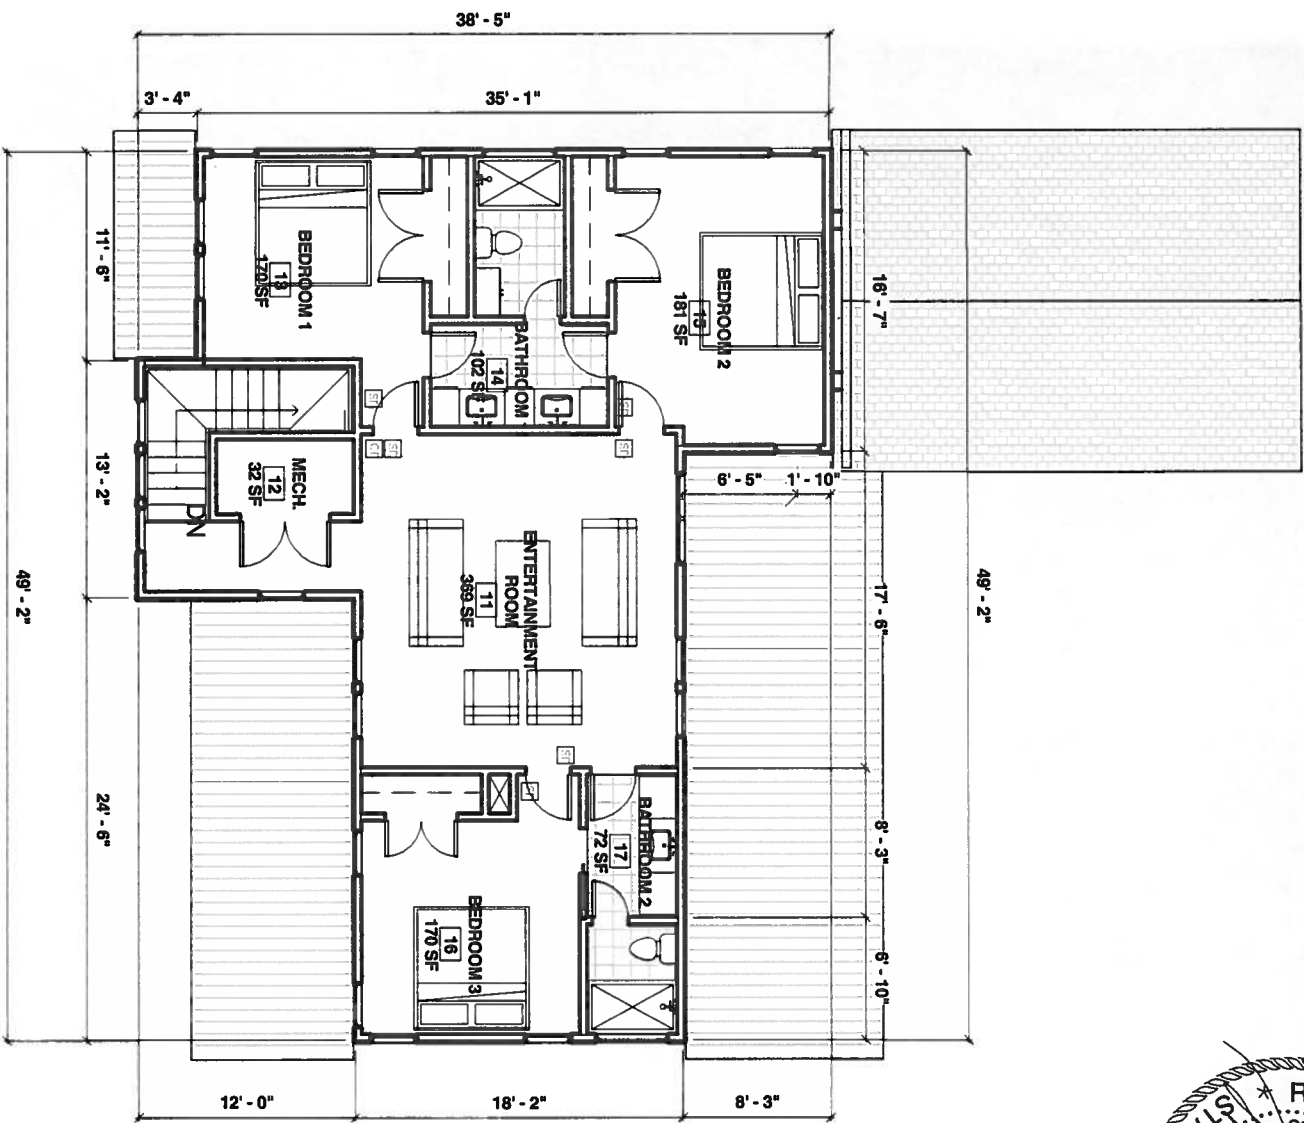 38' - 5"
3' - 4"
35' - 1"
11' - 6"
13' - 2"
49' - 2"
24' - 6"
16' - 7"
6' - 5"
1' - 10"
17' - 6"
49' - 2"
8' - 3"
6' - 10"
12' - 0"
18' - 2"
8' - 3"
BEDROOM 1
13
170 SF
BATHROOM
14
102 SF
BEDROOM 2
15
181 SF
MECH.
12
32 SF
DN
ENTERTAINMENT
ROOM
11
369 SF
BATHROOM 2
17
72 SF
BEDROOM 3
16
170 SF